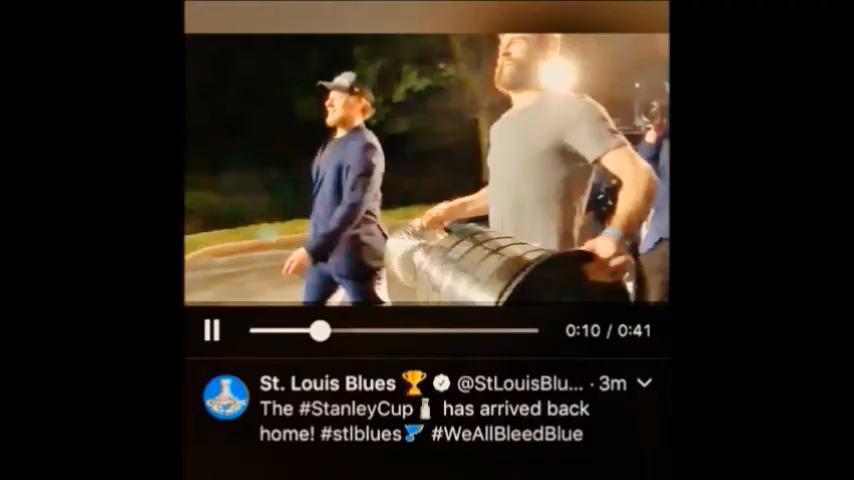 0:10 / 0:41
St. Louis Blues 🏆 @StLouisBlu... · 3m
The #StanleyCup has arrived back
home! #stlblues #WeAllBleedBlue